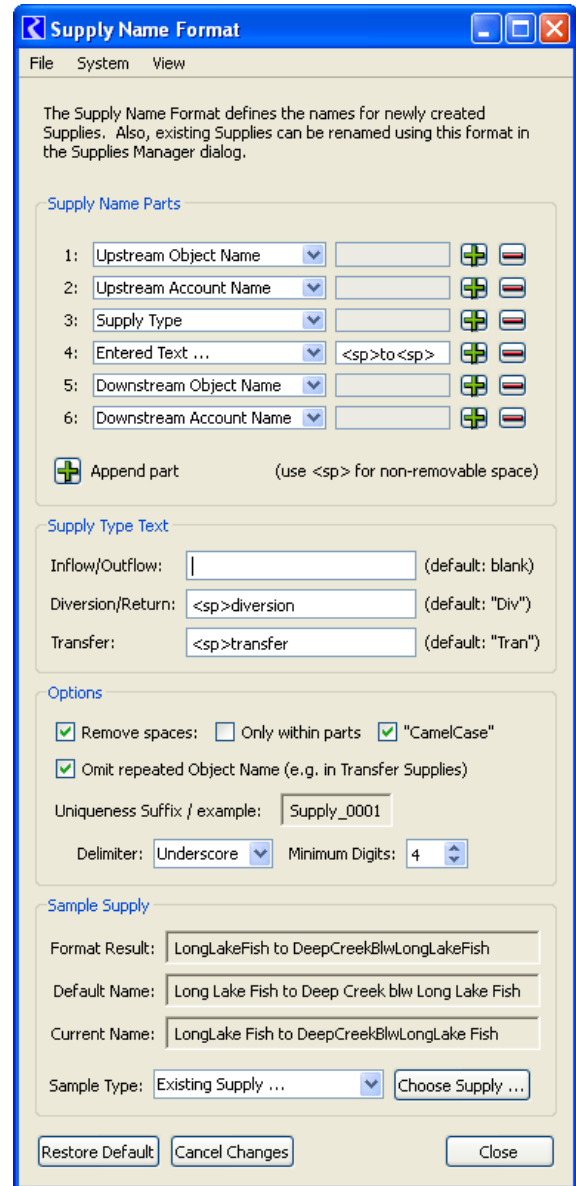 Supply Name Format
File System View
The Supply Name Format defines the names for newly created
Supplies. Also, existing Supplies can be renamed using this format in
the Supplies Manager dialog.
Supply Name Parts
1: Upstream Object Name
2: Upstream Account Name
3: Supply Type
4: Entered Text ... <sp>to<sp>
5: Downstream Object Name
6: Downstream Account Name
Append part (use <sp> for non-removable space)
Supply Type Text
Inflow/Outflow: (default: blank)
Diversion/Return: <sp>diversion (default: "Div")
Transfer: <sp>transfer (default: "Tran")
Options
Remove spaces: Only within parts "CamelCase"
Omit repeated Object Name (e.g. in Transfer Supplies)
Uniqueness Suffix / example: Supply_0001
Delimiter: Underscore Minimum Digits: 4
Sample Supply
Format Result: LongLakeFish to DeepCreekBlwLongLakeFish
Default Name: Long Lake Fish to Deep Creek blw Long Lake Fish
Current Name: LongLake Fish to DeepCreekBlwLongLake Fish
Sample Type: Existing Supply ... Choose Supply ...
Restore Default Cancel Changes Close